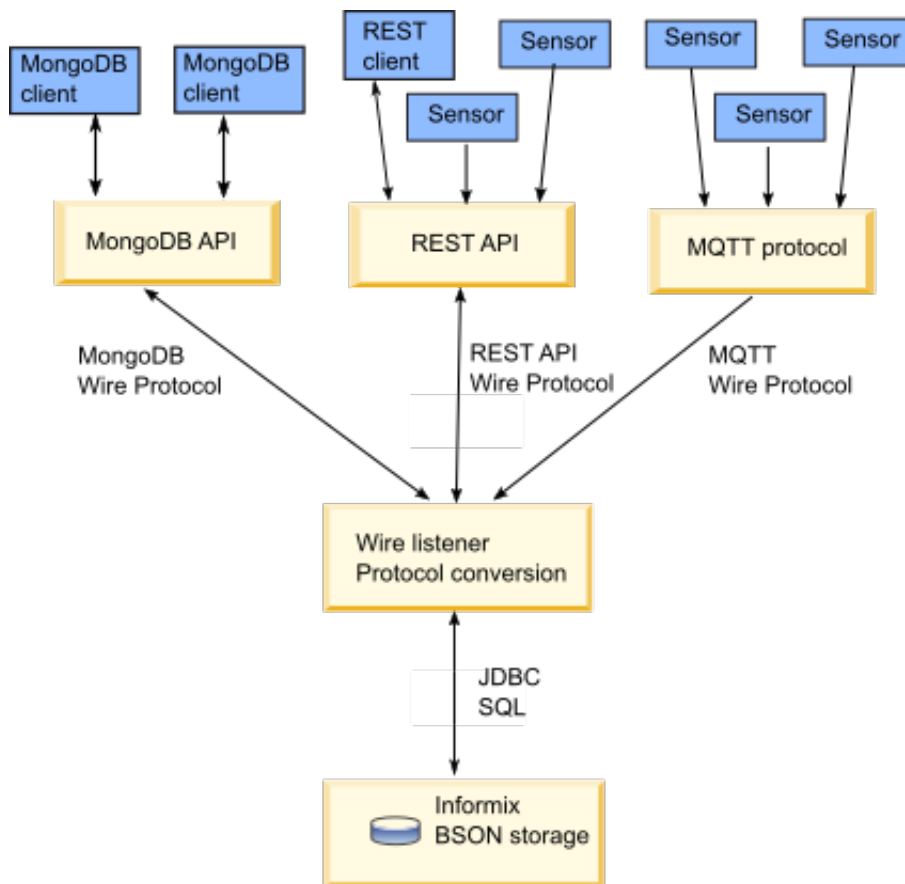 MongoDB
client
MongoDB
client
REST
client
Sensor
Sensor
Sensor
Sensor
Sensor
MongoDB API
REST API
MQTT protocol
MongoDB
Wire Protocol
REST API
Wire Protocol
MQTT
Wire Protocol
Wire listener
Protocol conversion
JDBC
SQL
Informix
BSON storage